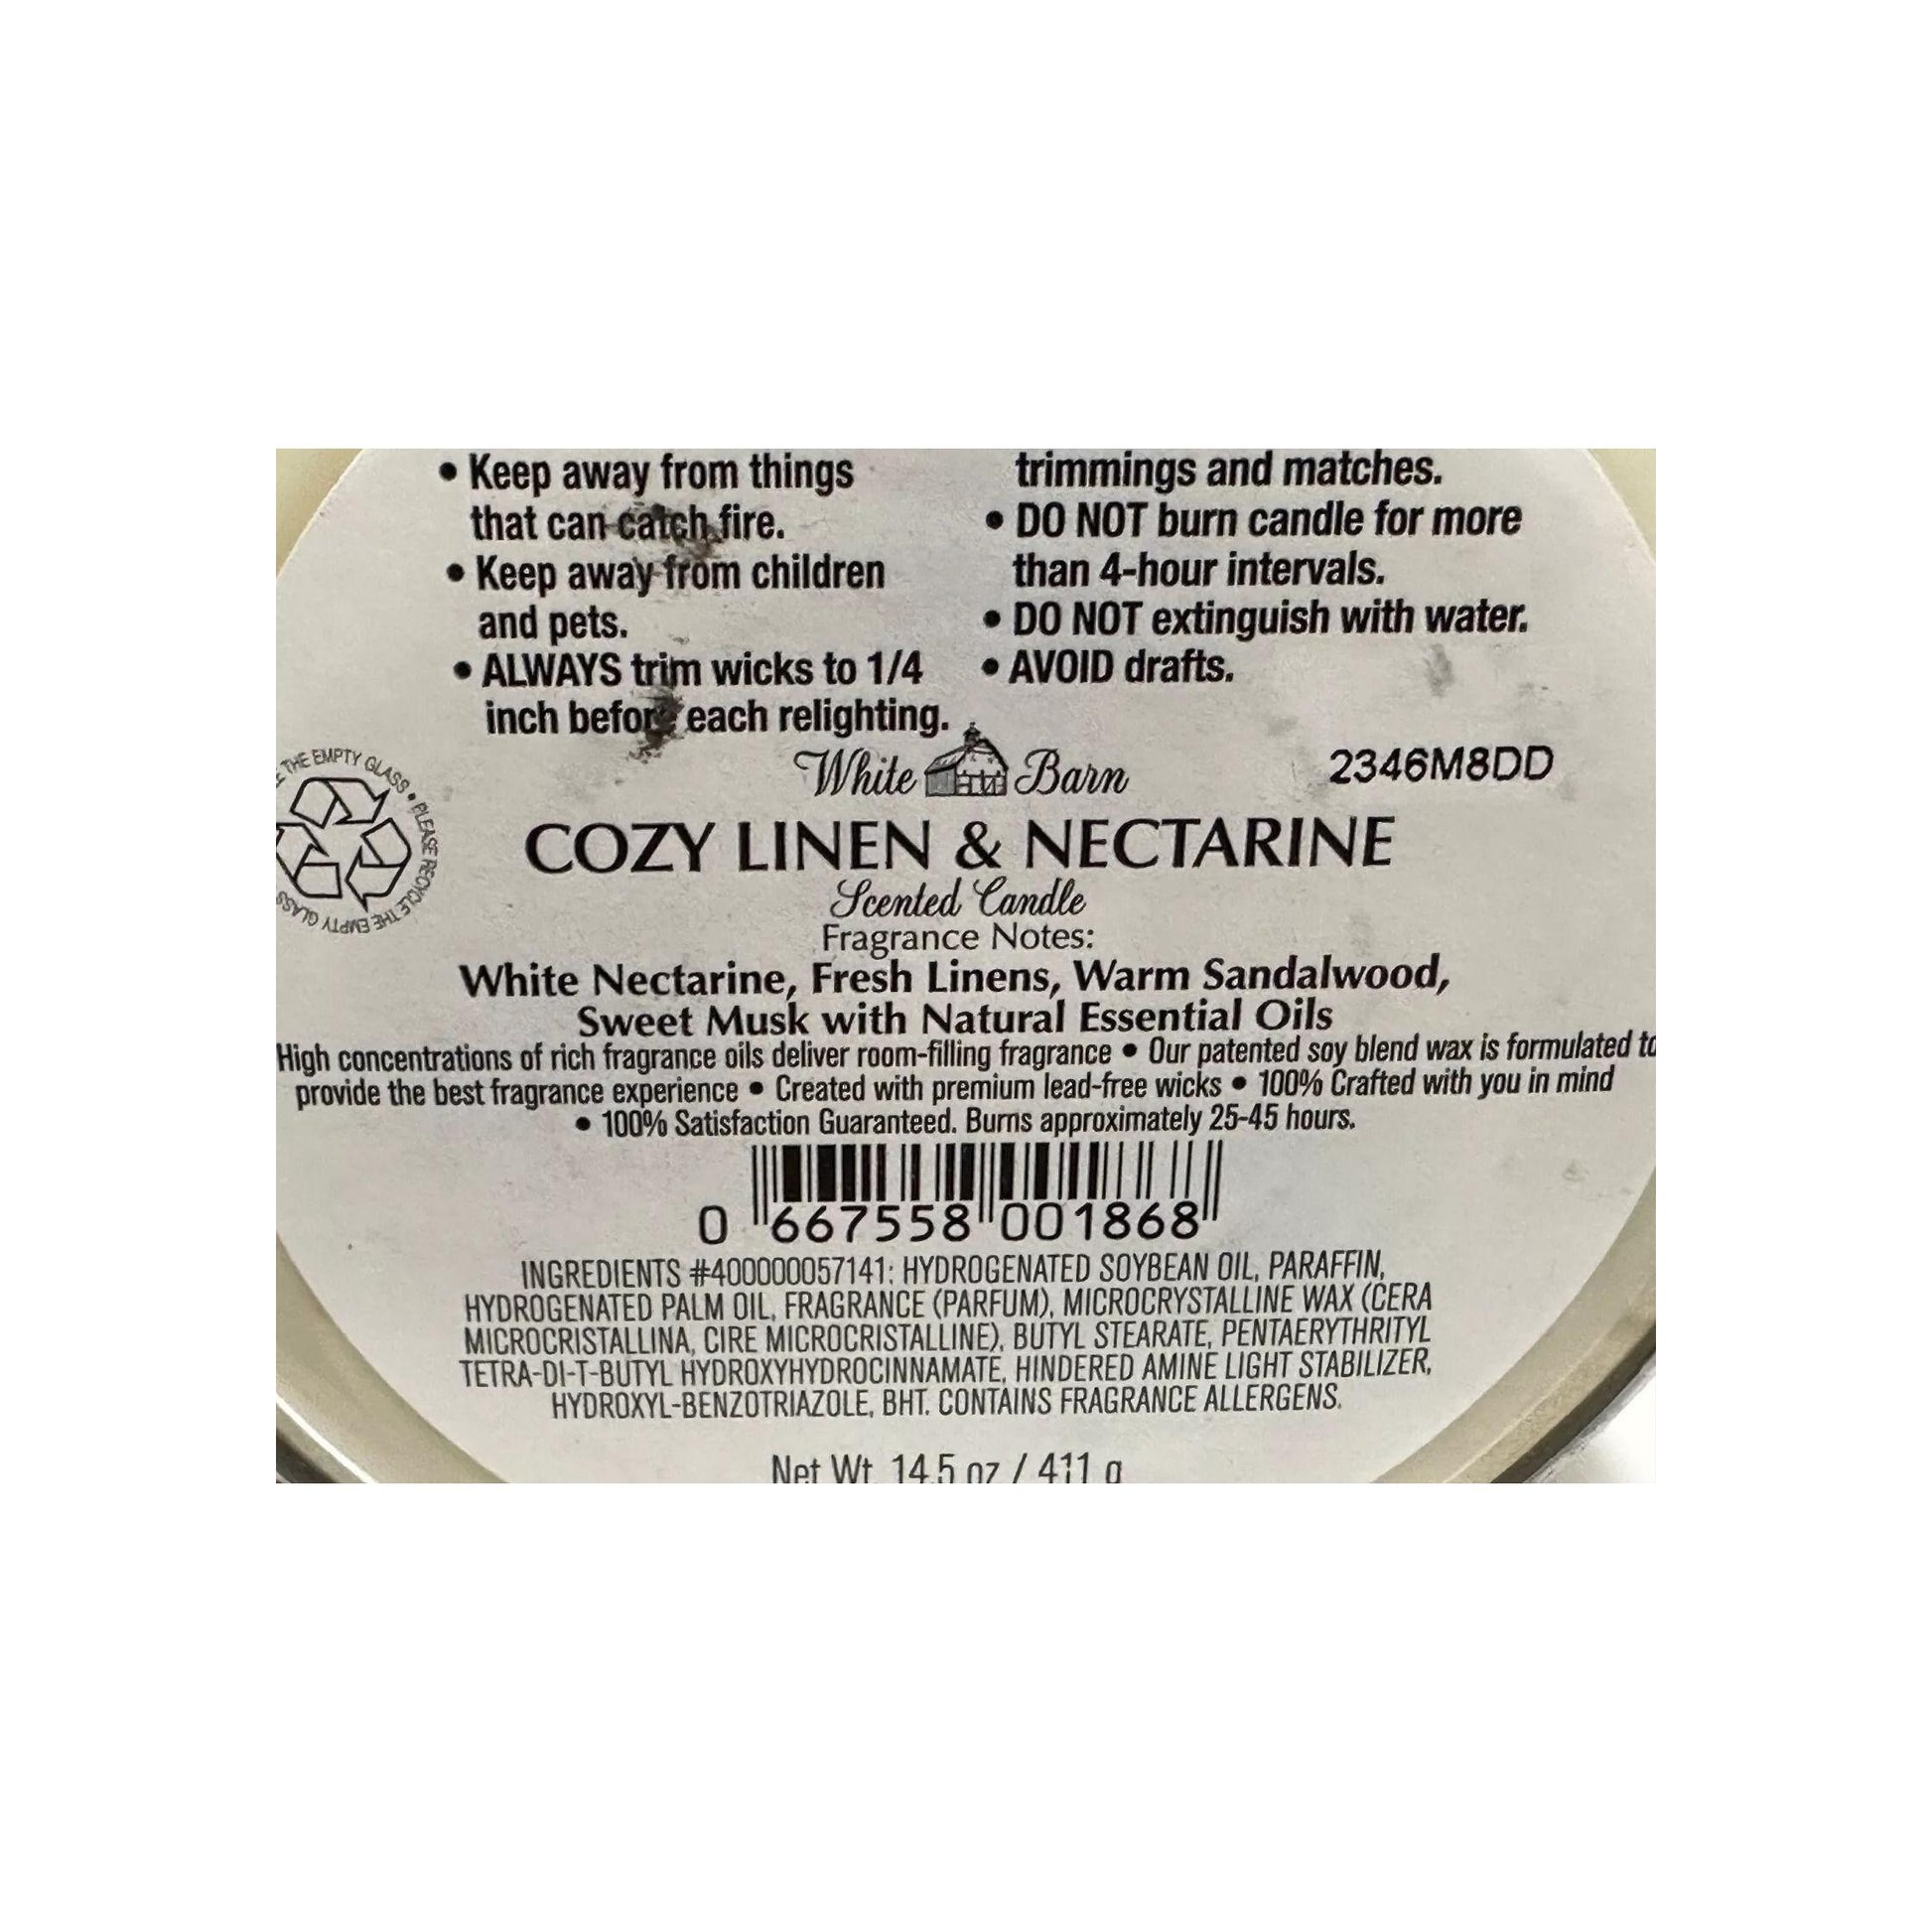 • Keep away from things
that can catch fire.
• Keep away from children
and pets.
• ALWAYS trim wicks to 1/4
inch before each relighting.
trimmings and matches.
• DO NOT burn candle for more
than 4-hour intervals.
• DO NOT extinguish with water.
• AVOID drafts.
THE EMPTY GLASS • PLEASE RECYCLE THE EMPTY GLASS
White Barn
2346M8DD
COZY LINEN & NECTARINE
Scented Candle
Fragrance Notes:
White Nectarine, Fresh Linens, Warm Sandalwood,
Sweet Musk with Natural Essential Oils
High concentrations of rich fragrance oils deliver room-filling fragrance • Our patented soy blend wax is formulated to
provide the best fragrance experience • Created with premium lead-free wicks • 100% Crafted with you in mind
• 100% Satisfaction Guaranteed. Burns approximately 25-45 hours.
0 667558 001868
INGREDIENTS #400000057141: HYDROGENATED SOYBEAN OIL, PARAFFIN,
HYDROGENATED PALM OIL, FRAGRANCE (PARFUM), MICROCRYSTALLINE WAX (CERA
MICROCRISTALLINA, CIRE MICROCRISTALLINE), BUTYL STEARATE, PENTAERYTHRITYL
TETRA-DI-T-BUTYL HYDROXYHYDROCINNAMATE, HINDERED AMINE LIGHT STABILIZER,
HYDROXYL-BENZOTRIAZOLE, BHT. CONTAINS FRAGRANCE ALLERGENS.
Net Wt. 14.5 oz / 411 g